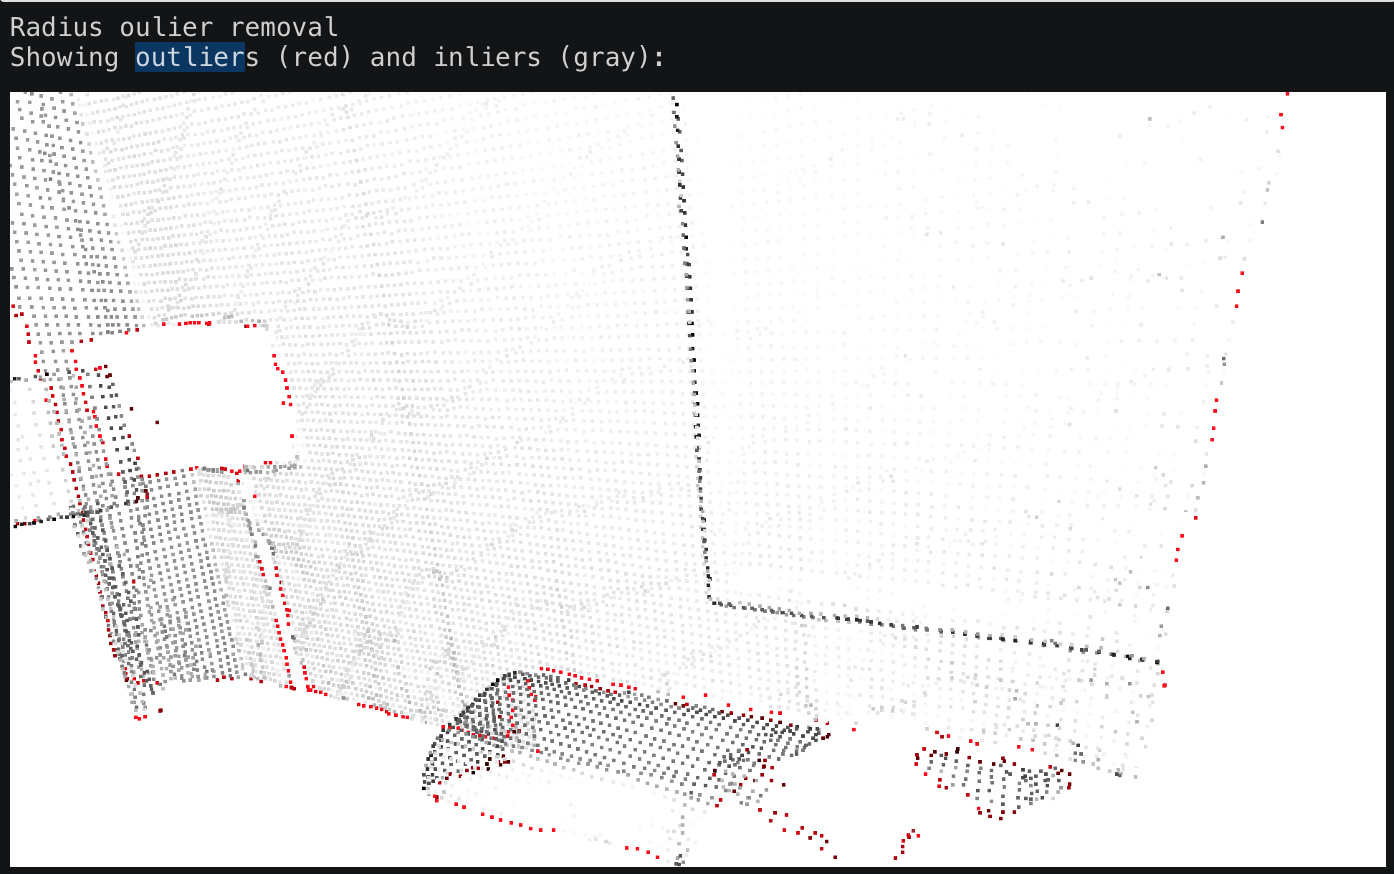 Radius oulier removal
Showing outliers (red) and inliers (gray):